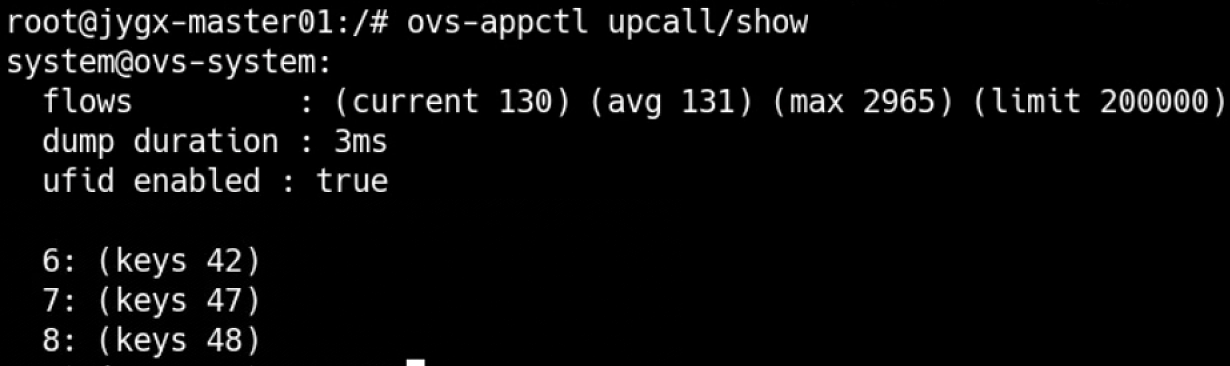 root@jygx-master01:/# ovs-appctl upcall/show
system@ovs-system:
  flows         : (current 130) (avg 131) (max 2965) (limit 200000)
  dump duration : 3ms
  ufid enabled : true

  6: (keys 42)
  7: (keys 47)
  8: (keys 48)